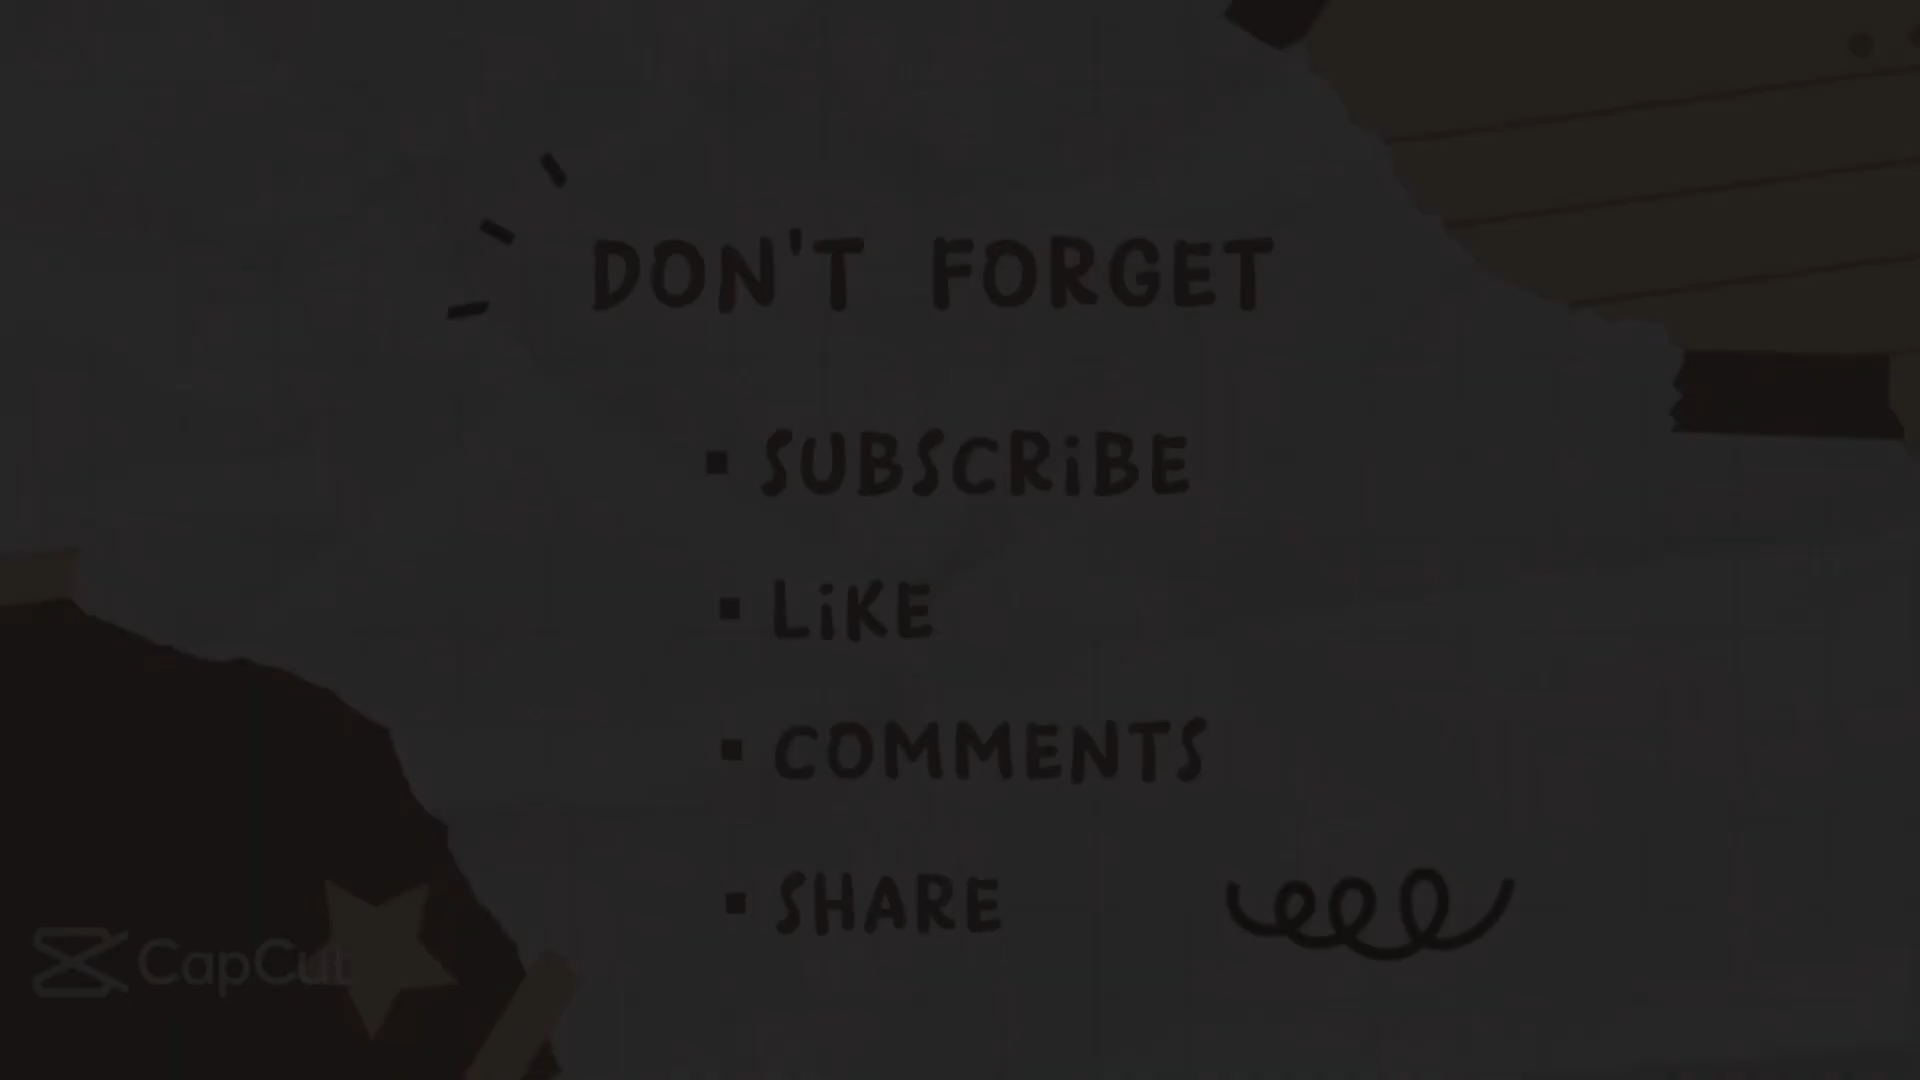 DON'T FORGET
▪ SUBSCRiBE
▪ LiKE
▪ COMMENTS
▪ SHARE
CapCut